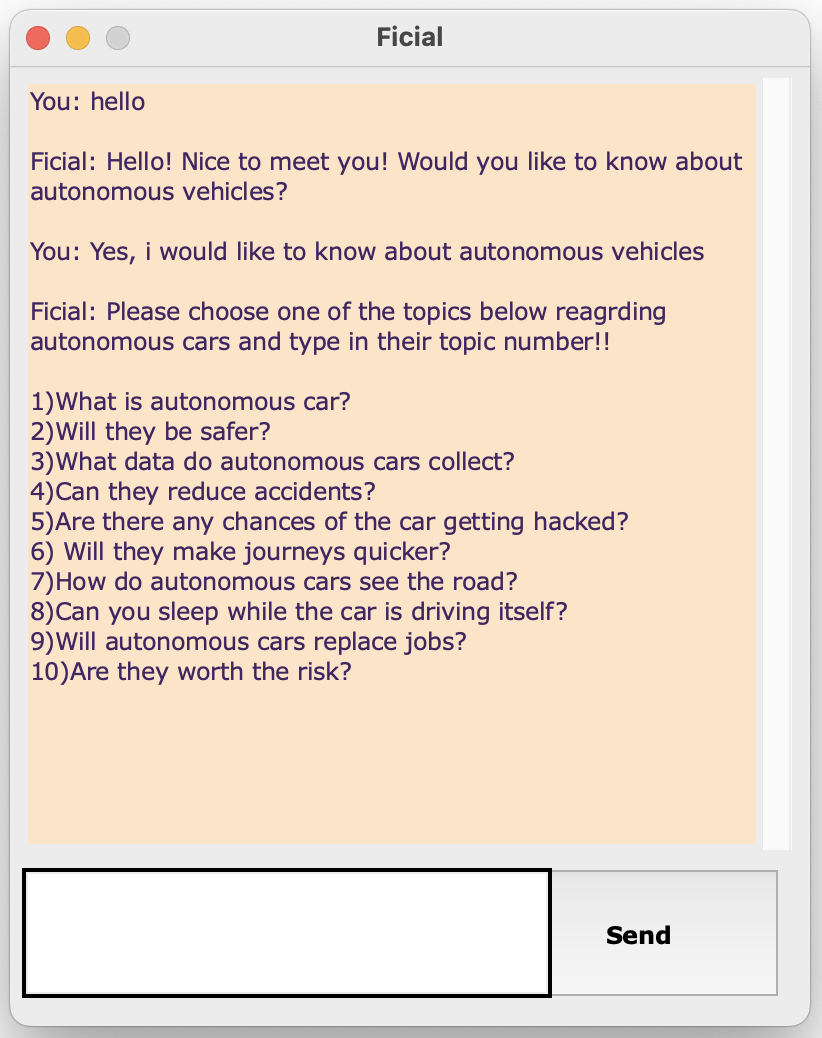 Ficial
You: hello
Ficial: Hello! Nice to meet you! Would you like to know about
autonomous vehicles?
You: Yes, i would like to know about autonomous vehicles
Ficial: Please choose one of the topics below reagrding
autonomous cars and type in their topic number!!
1)What is autonomous car?
2)Will they be safer?
3)What data do autonomous cars collect?
4)Can they reduce accidents?
5)Are there any chances of the car getting hacked?
6) Will they make journeys quicker?
7)How do autonomous cars see the road?
8)Can you sleep while the car is driving itself?
9)Will autonomous cars replace jobs?
10)Are they worth the risk?
Send